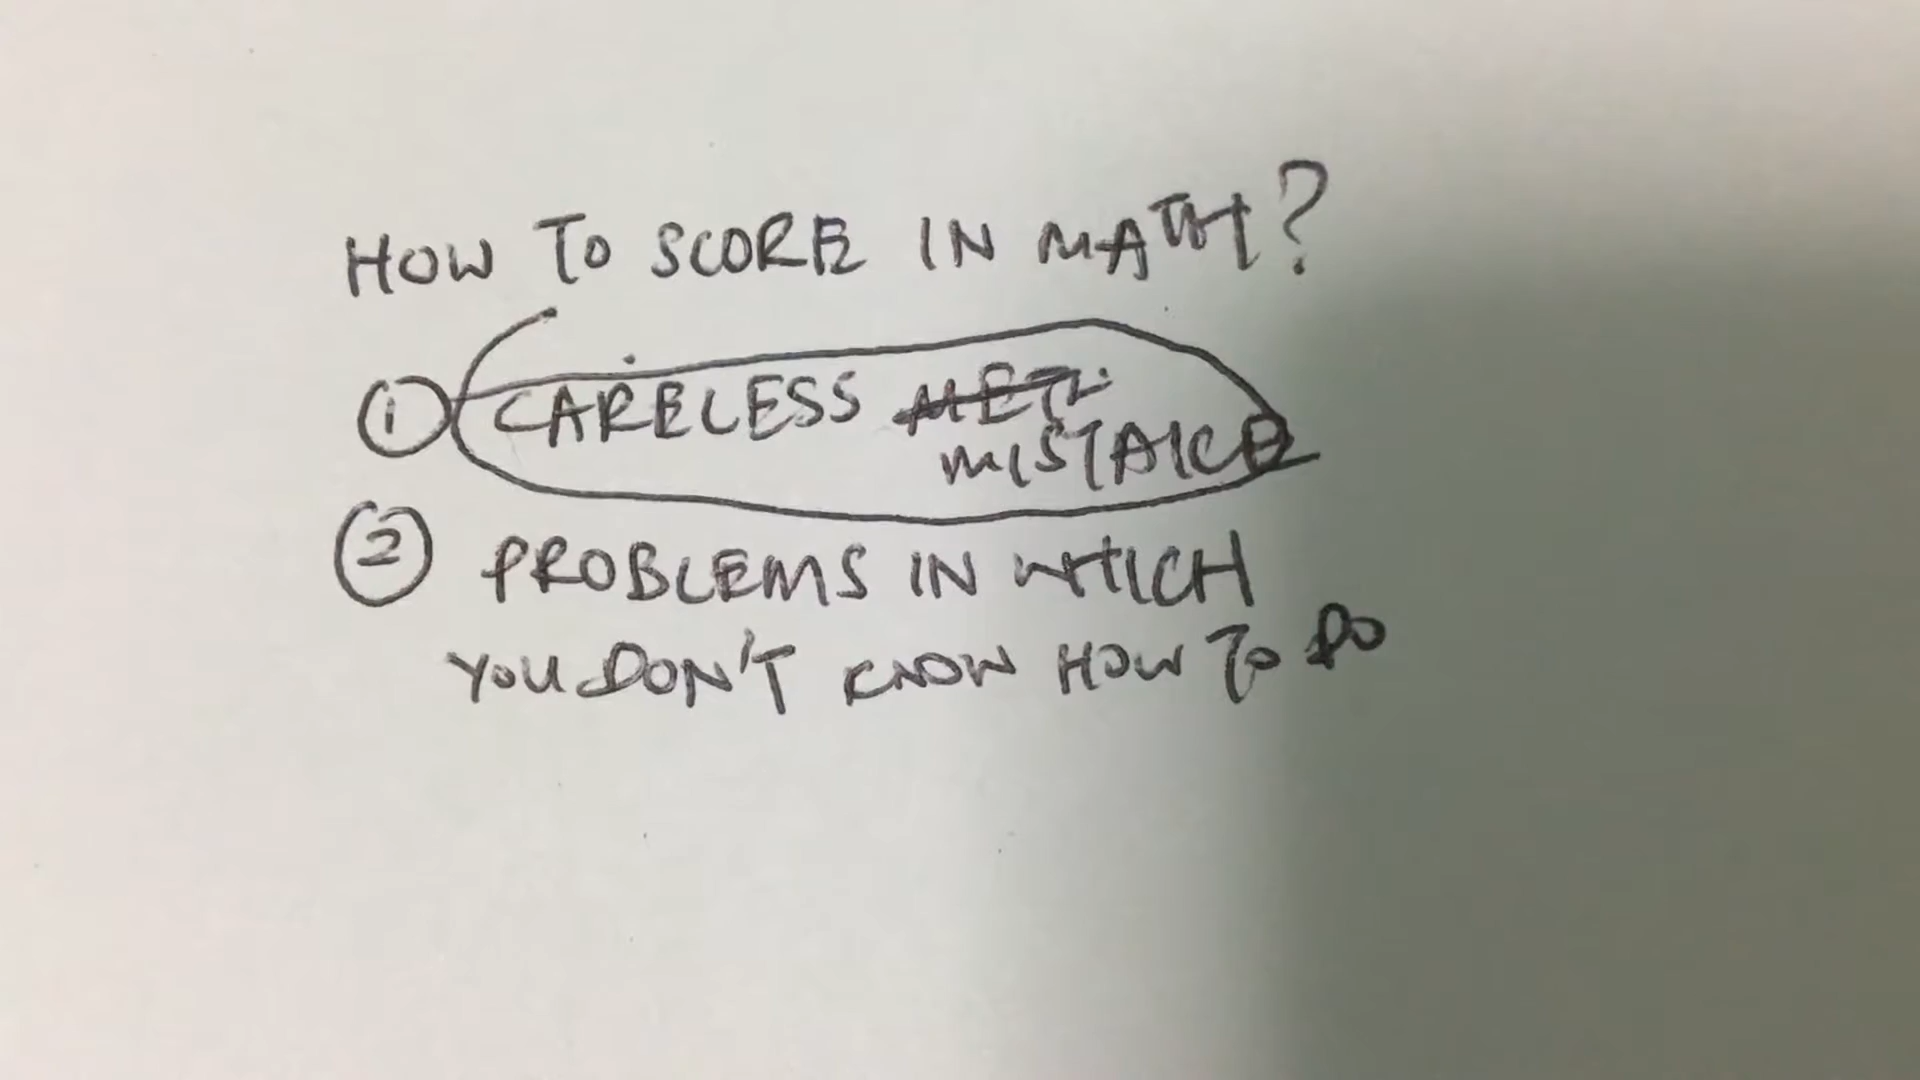 HOW TO SCORE IN MATH?
① CARELESS
MISTAKE
② PROBLEMS IN WHICH
YOU DON'T KNOW HOW TO DO